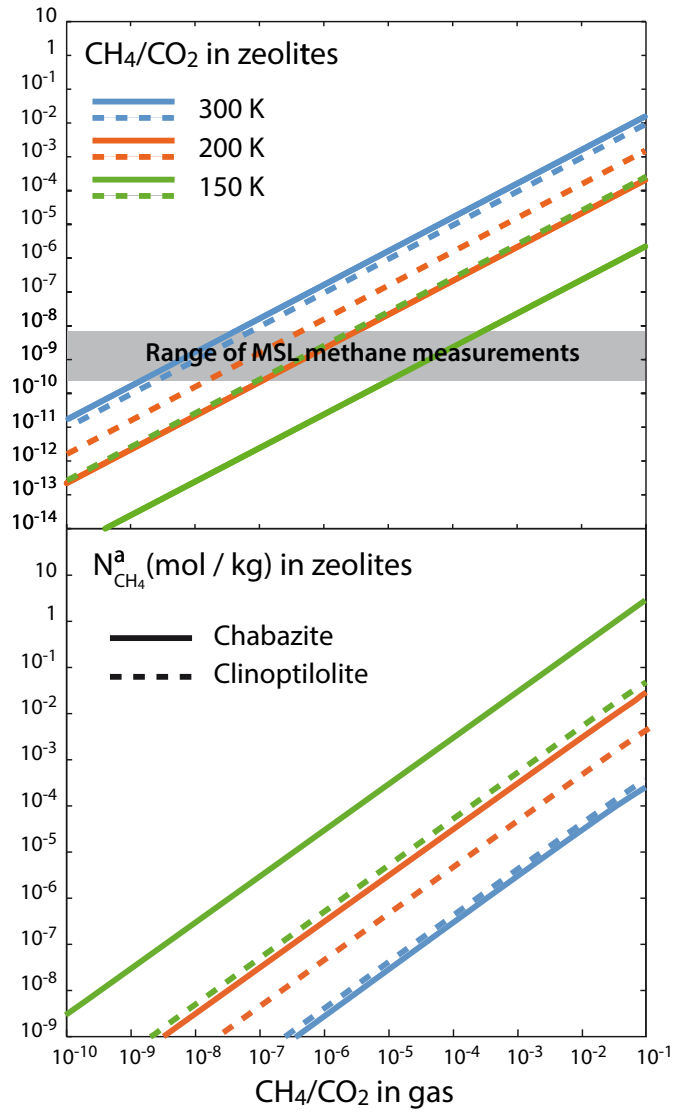 10
1
10-1
10-2
10-3
10-4
10-5
10-6
10-7
10-8
10-9
10-10
10-11
10-12
10-13
10-14
CH4/CO2 in zeolites
300 K
200 K
150 K
Range of MSL methane measurements
10
1
10-1
10-2
10-3
10-4
10-5
10-6
10-7
10-8
10-9
NaCH4(mol / kg) in zeolites
Chabazite
Clinoptilolite
10-10 10-9 10-8 10-7 10-6 10-5 10-4 10-3 10-2 10-1
CH4/CO2 in gas